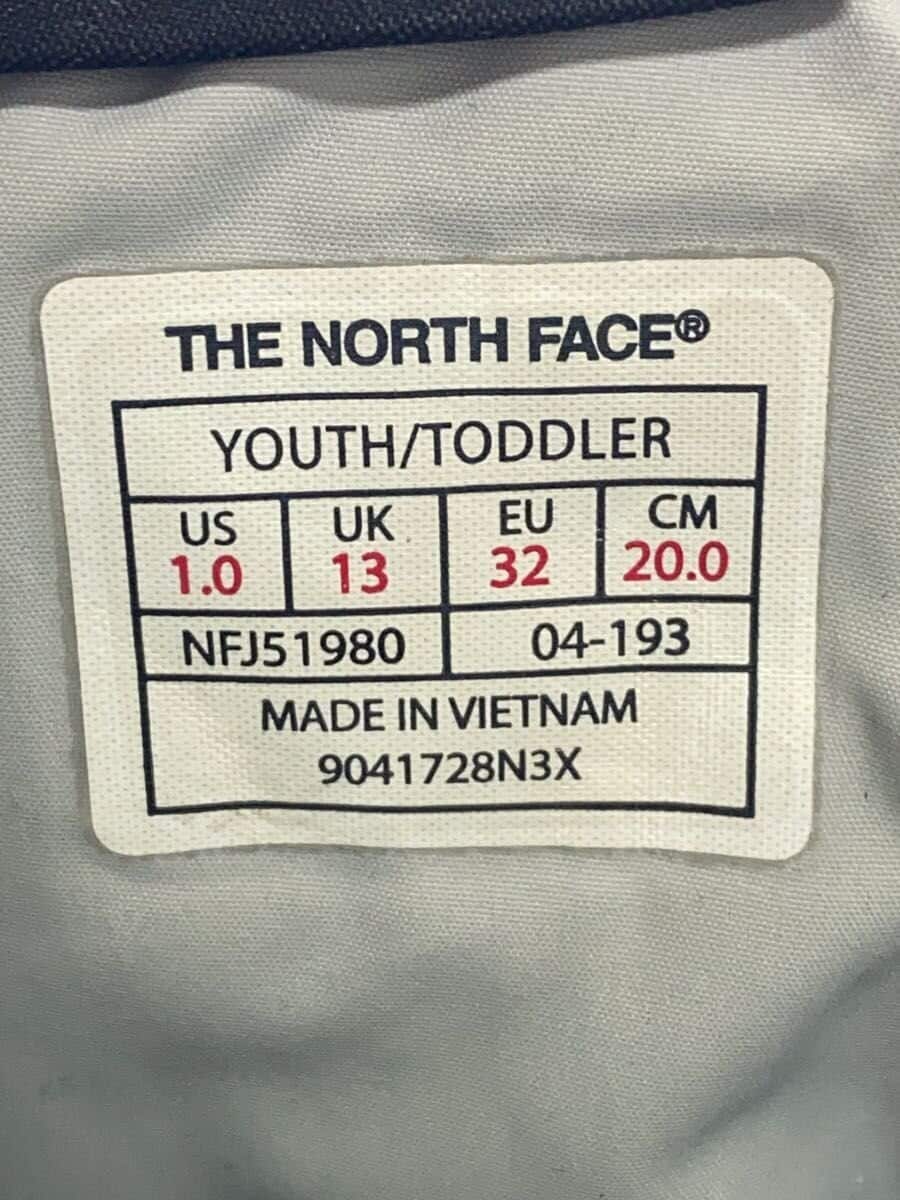 THE NORTH FACE®
YOUTH/TODDLER
US UK EU CM
1.0 13 32 20.0
NFJ51980 04-193
MADE IN VIETNAM
9041728N3X